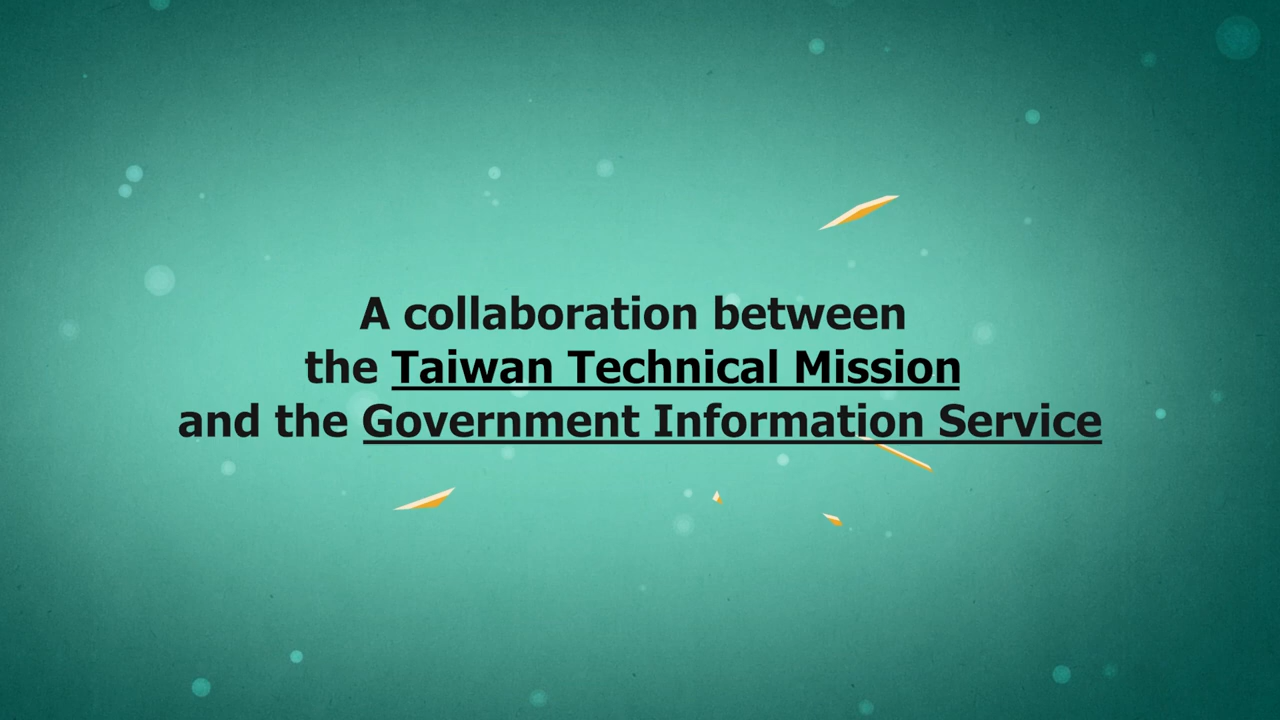 A collaboration between
the Taiwan Technical Mission
and the Government Information Service